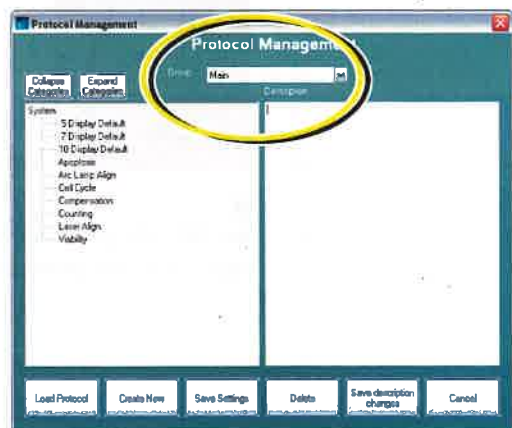 Protocol Management
Protocol Management
Group Main
Collapse Categories
Expand Categories
Description
System
5 Display Default
7 Display Default
10 Display Default
Apoptosis
Arc Lamp Align
Cell Cycle
Compensation
Counting
Laser Align
Viability
Load Protocol
Create New
Save Settings
Delete
Save description changes
Cancel